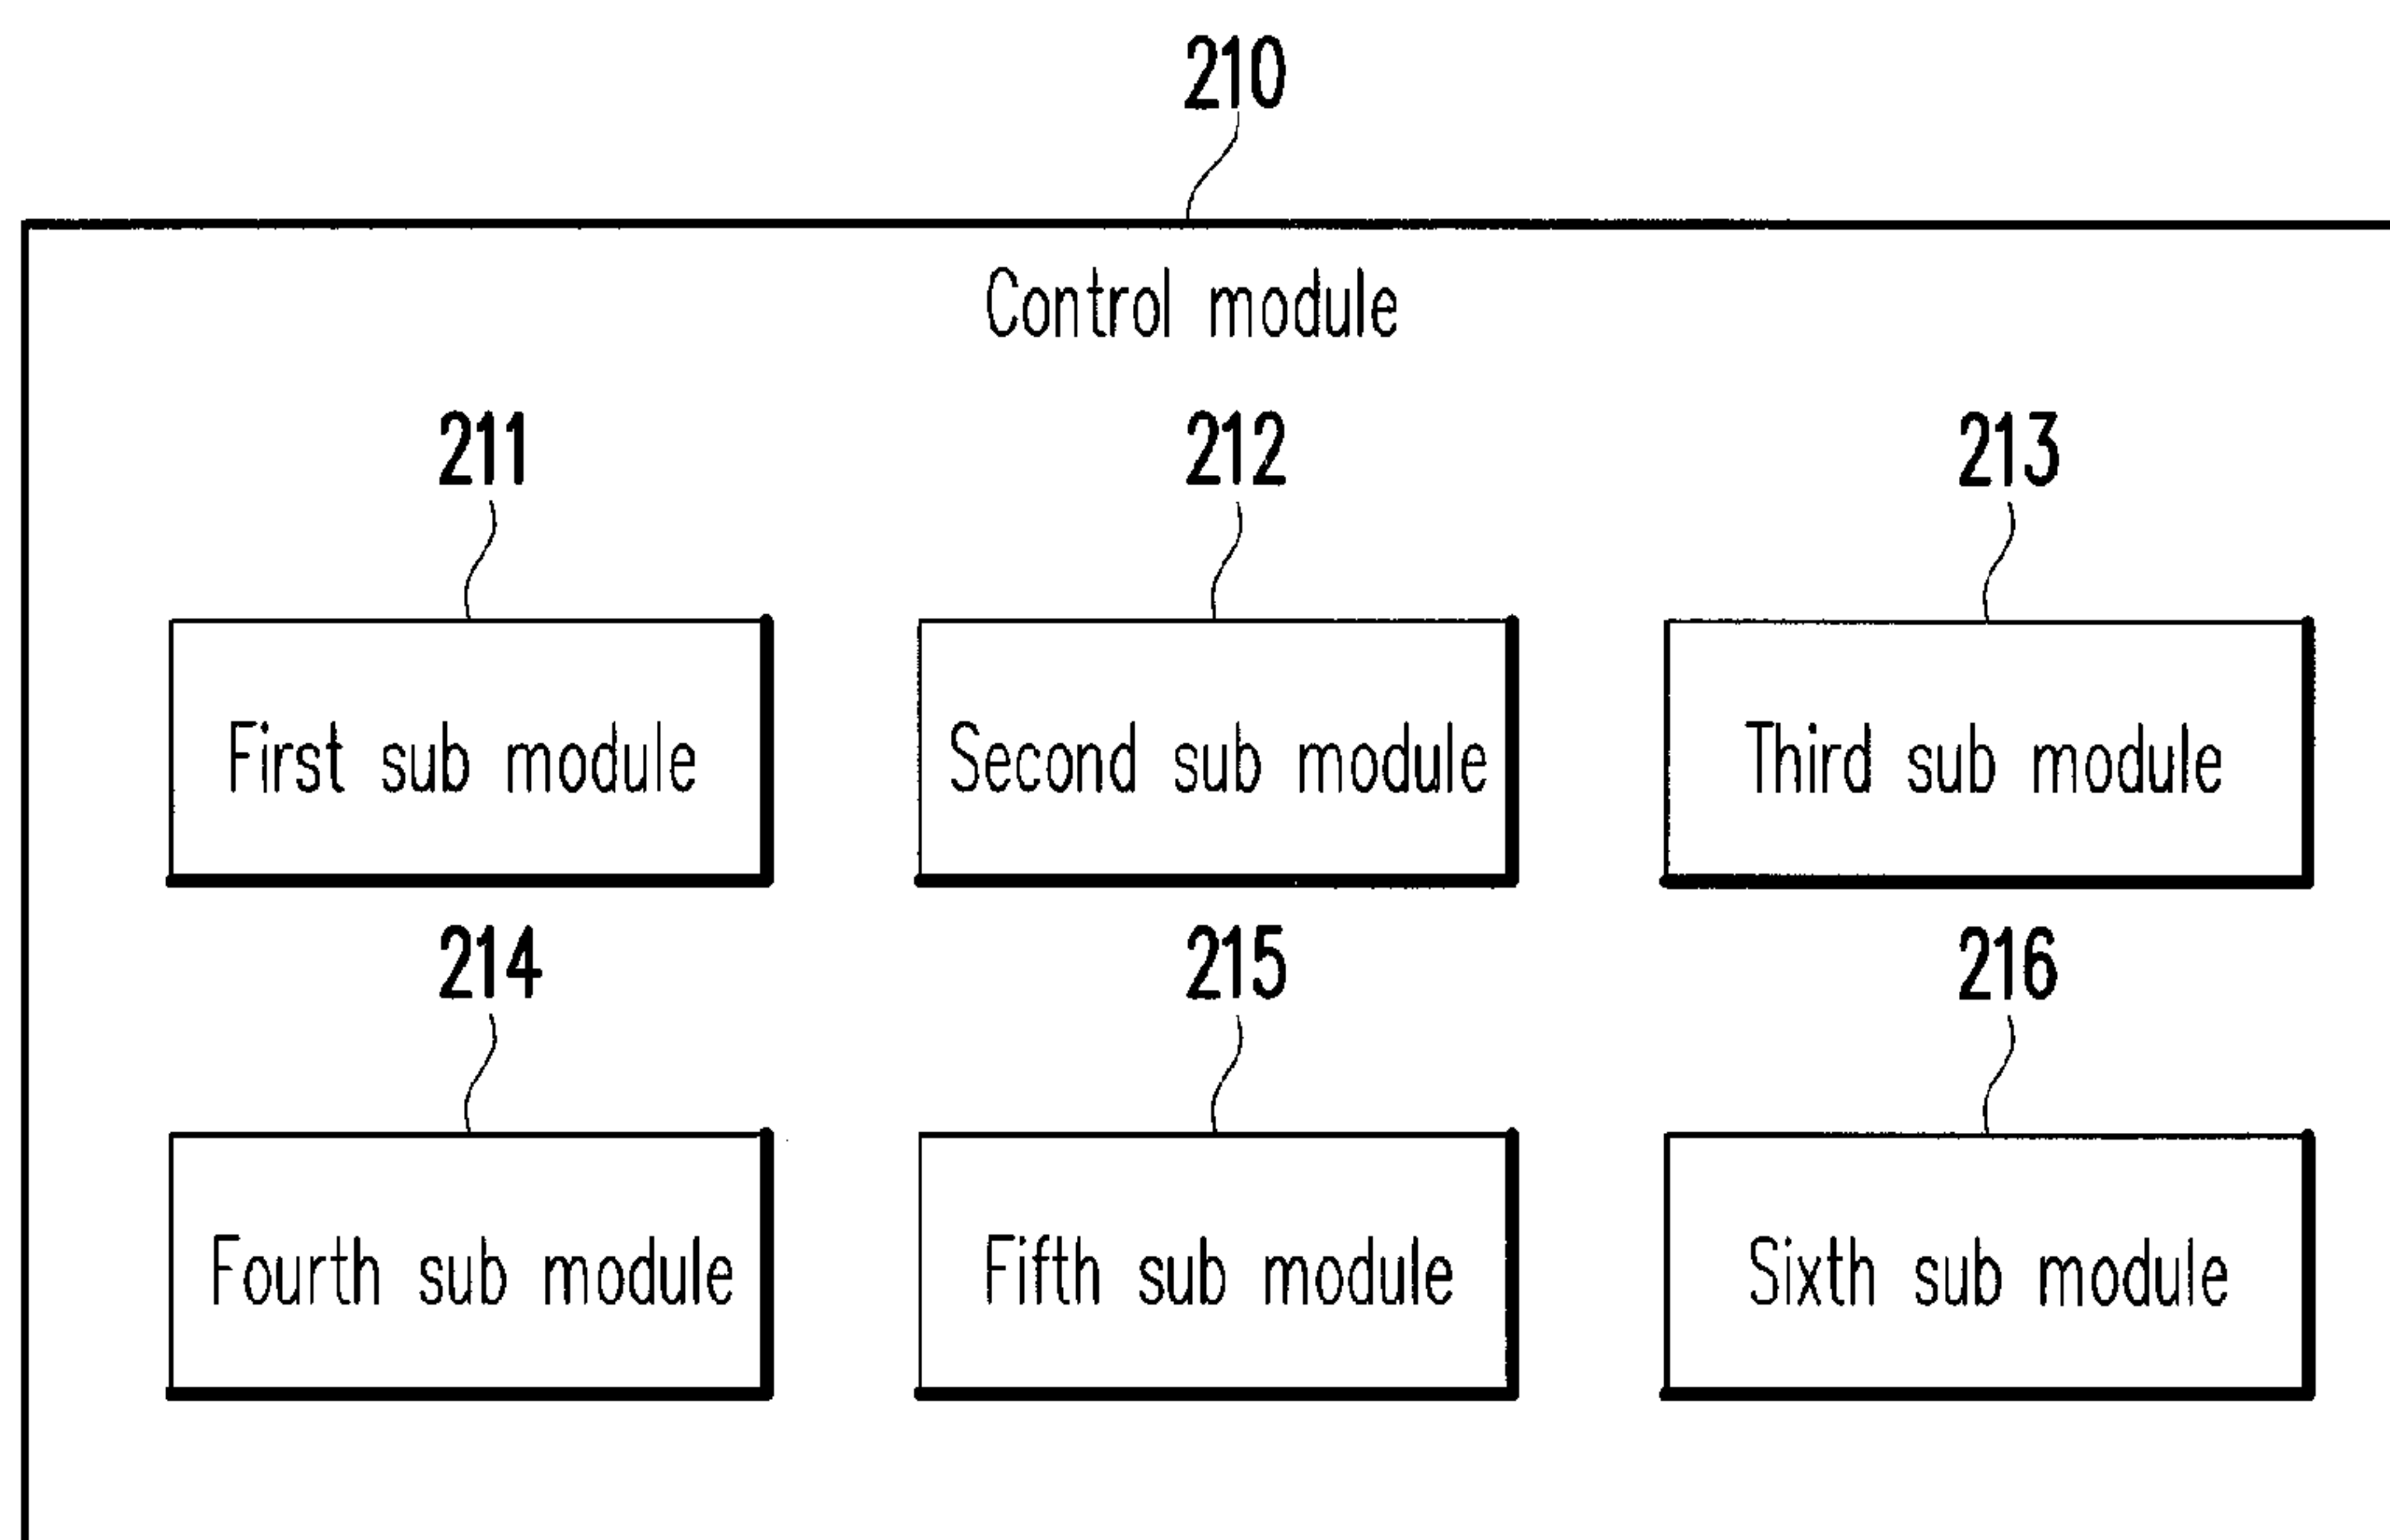 210
Control module
211 212 213
First sub module Second sub module Third sub module
214 215 216
Fourth sub module Fifth sub module Sixth sub module